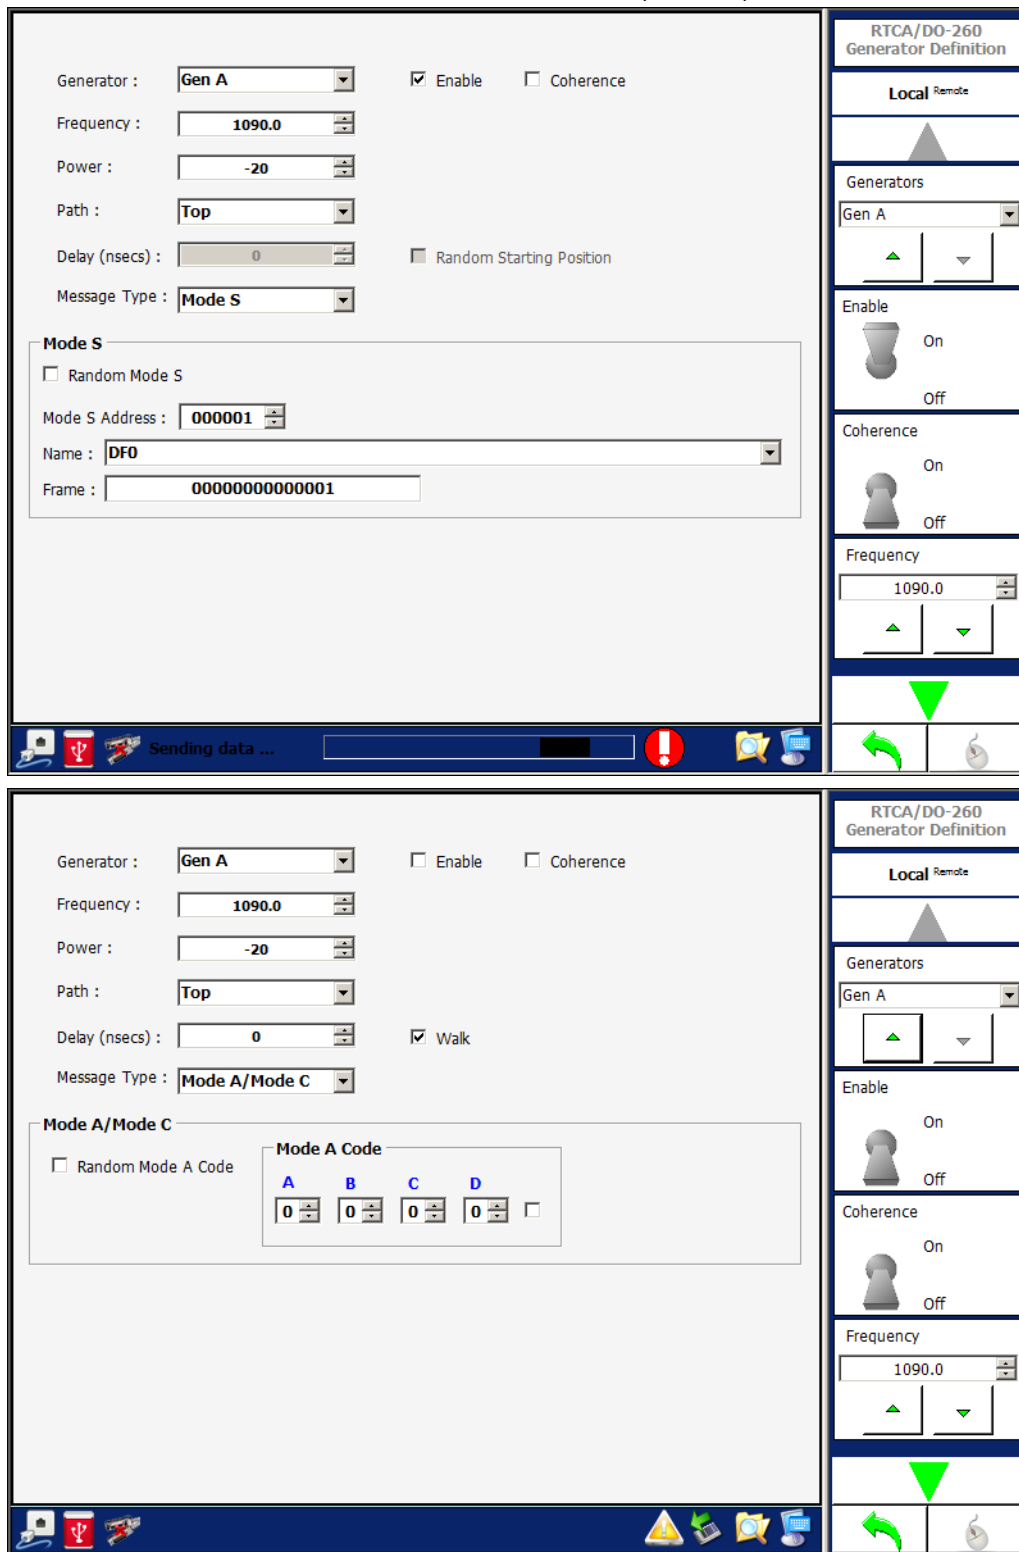 RTCA/DO-260
Generator Definition
Generator :
Gen A
Enable
Coherence
Local Remote
Frequency :
1090.0
Power :
-20
Generators
Path :
Top
Gen A
Delay (nsecs) :
0
Random Starting Position
Message Type :
Mode S
Enable
On
Off
Mode S
Random Mode S
Mode S Address :
000001
Coherence
On
Off
Name :
DF0
Frame :
00000000000001
Frequency
1090.0
Sending data ...
RTCA/DO-260
Generator Definition
Generator :
Gen A
Enable
Coherence
Local Remote
Frequency :
1090.0
Power :
-20
Generators
Path :
Top
Gen A
Delay (nsecs) :
0
Walk
Message Type :
Mode A/Mode C
Enable
On
Off
Mode A/Mode C
Random Mode A Code
Mode A Code
A B C D
0 0 0 0
Coherence
On
Off
Frequency
1090.0